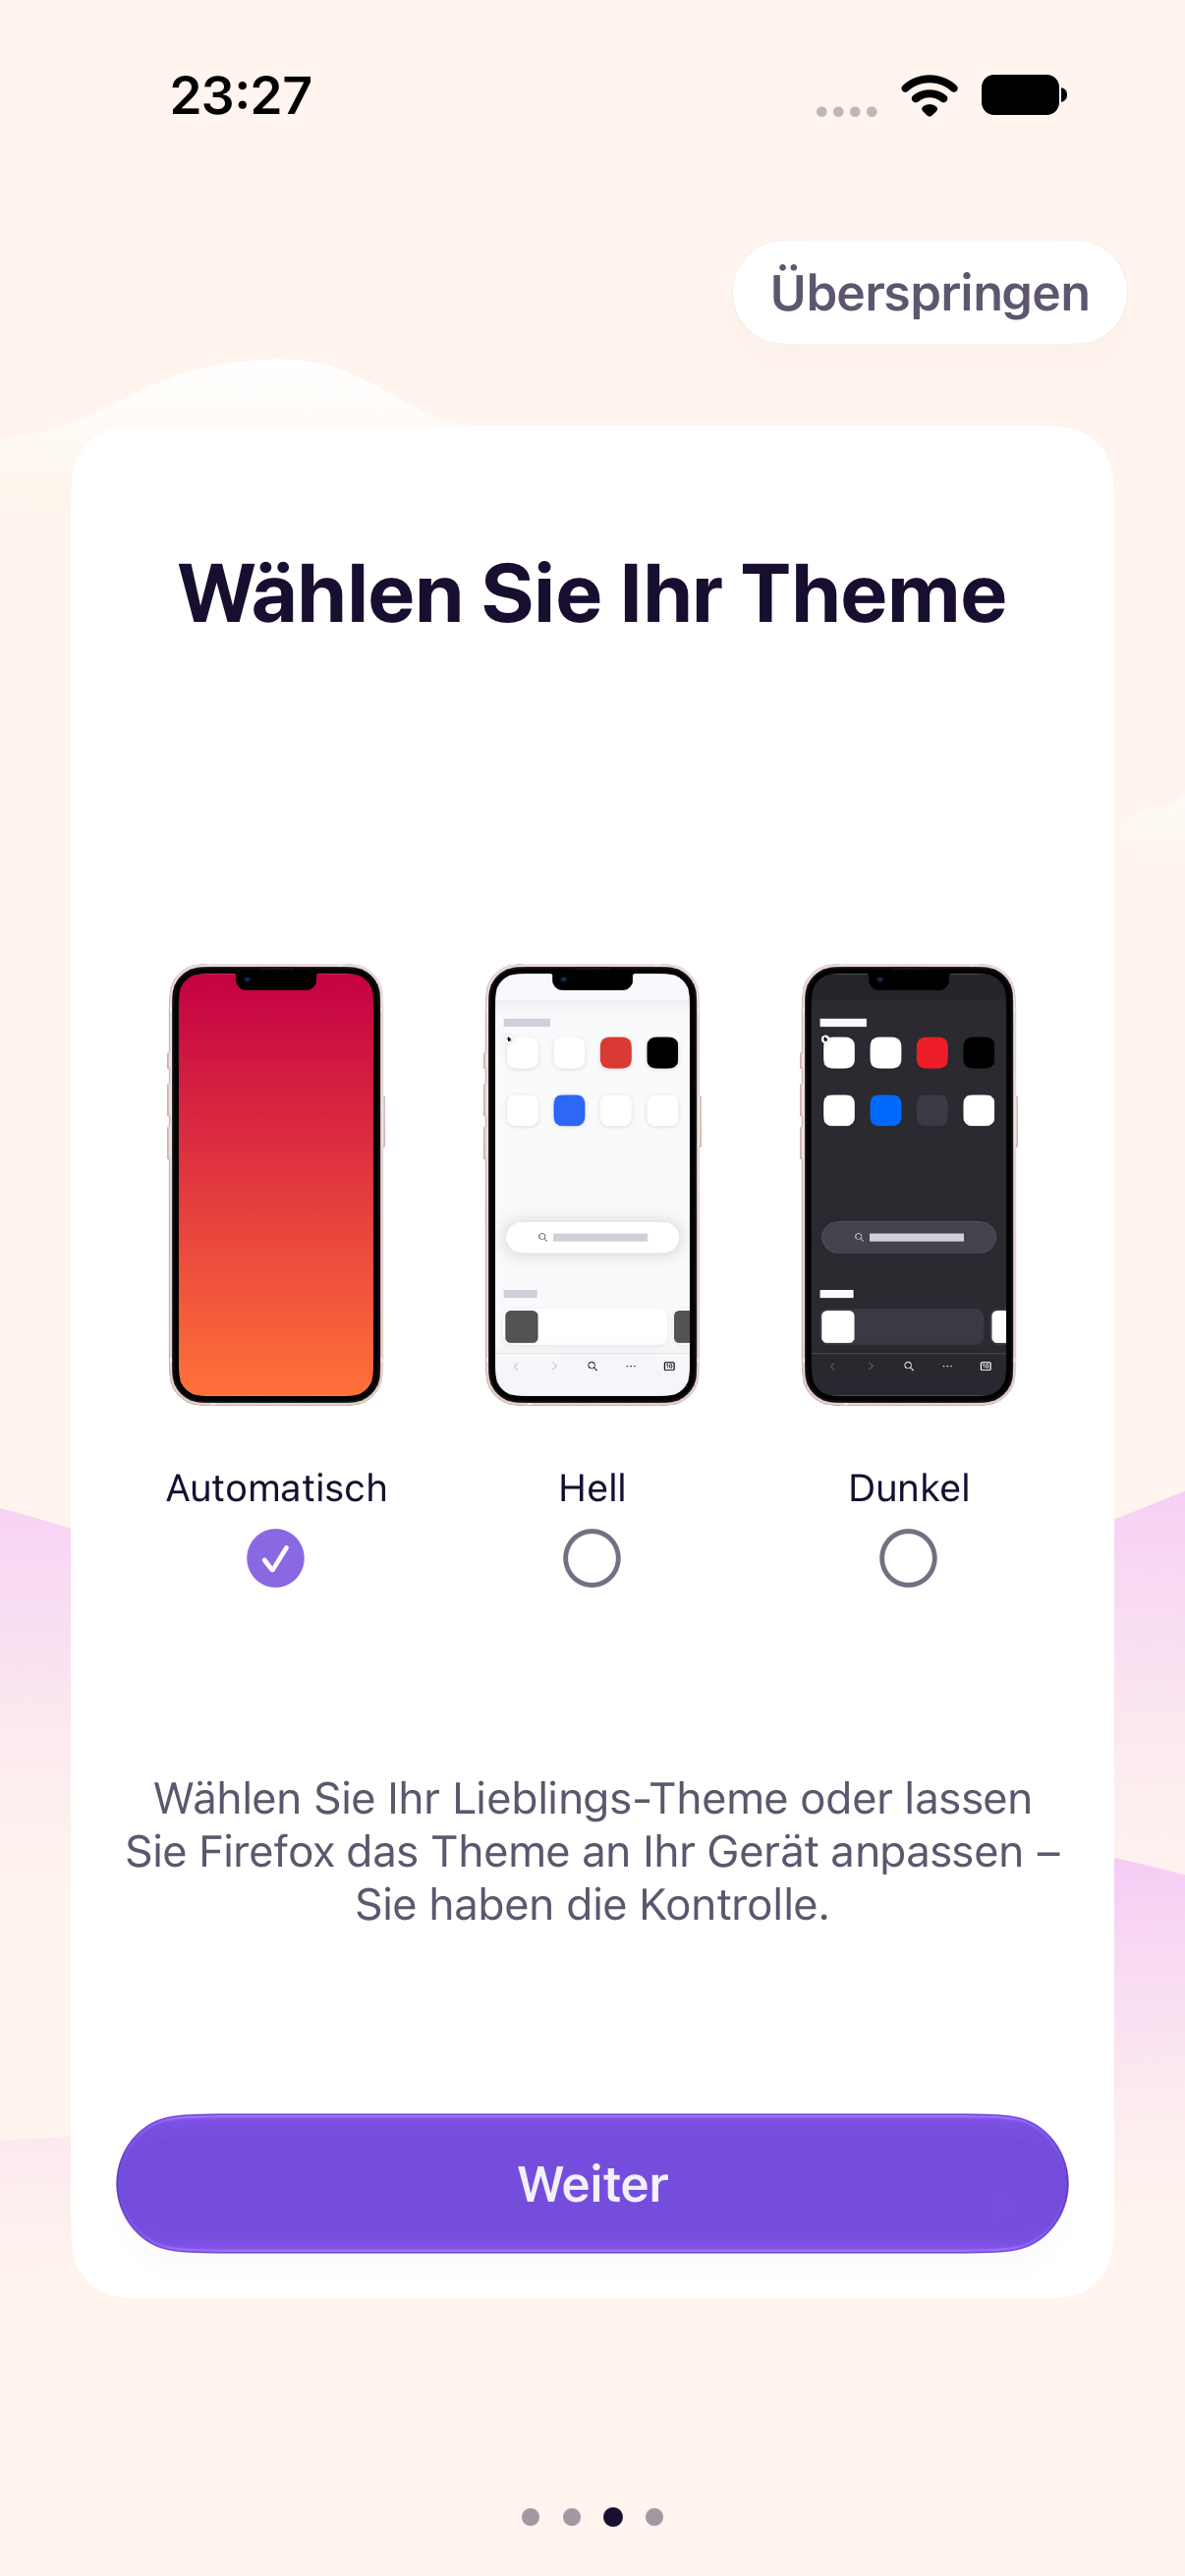 23:27
Überspringen
Wählen Sie Ihr Theme
Automatisch
Hell
Dunkel
Wählen Sie Ihr Lieblings-Theme oder lassen
Sie Firefox das Theme an Ihr Gerät anpassen –
Sie haben die Kontrolle.
Weiter